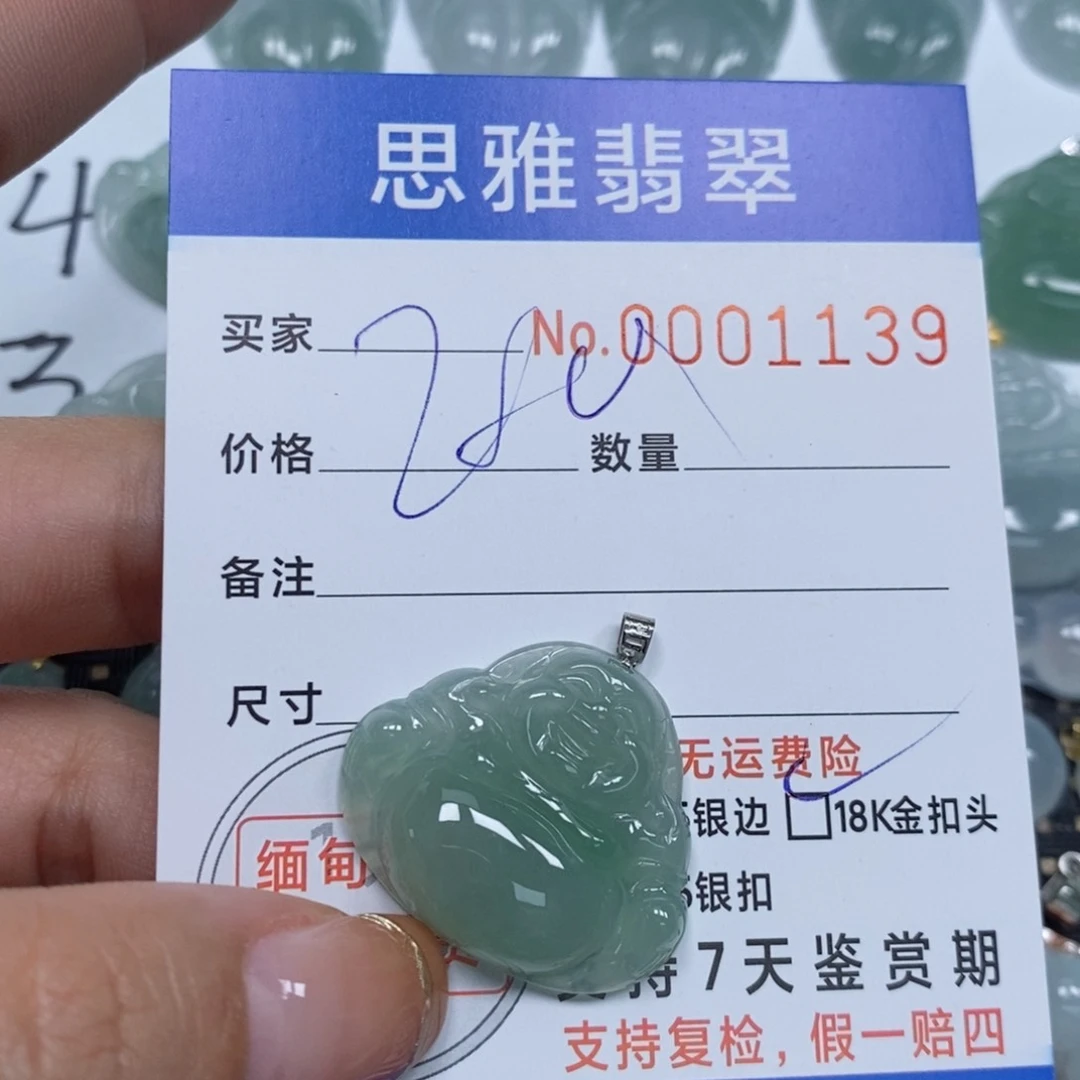 思雅翡翠
4
买家 No.0001139
3
价格 数量
备注
尺寸
无运费险
银边 18K金扣头
缅甸
银扣
持7天鉴赏期
支持复检，假一赔四